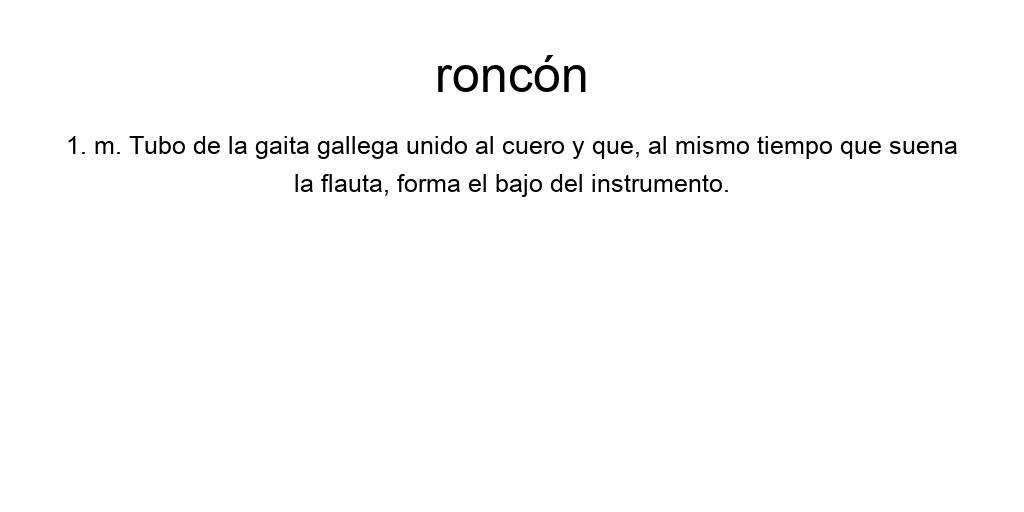 roncón
1. m. Tubo de la gaita gallega unido al cuero y que, al mismo tiempo que suena
la flauta, forma el bajo del instrumento.